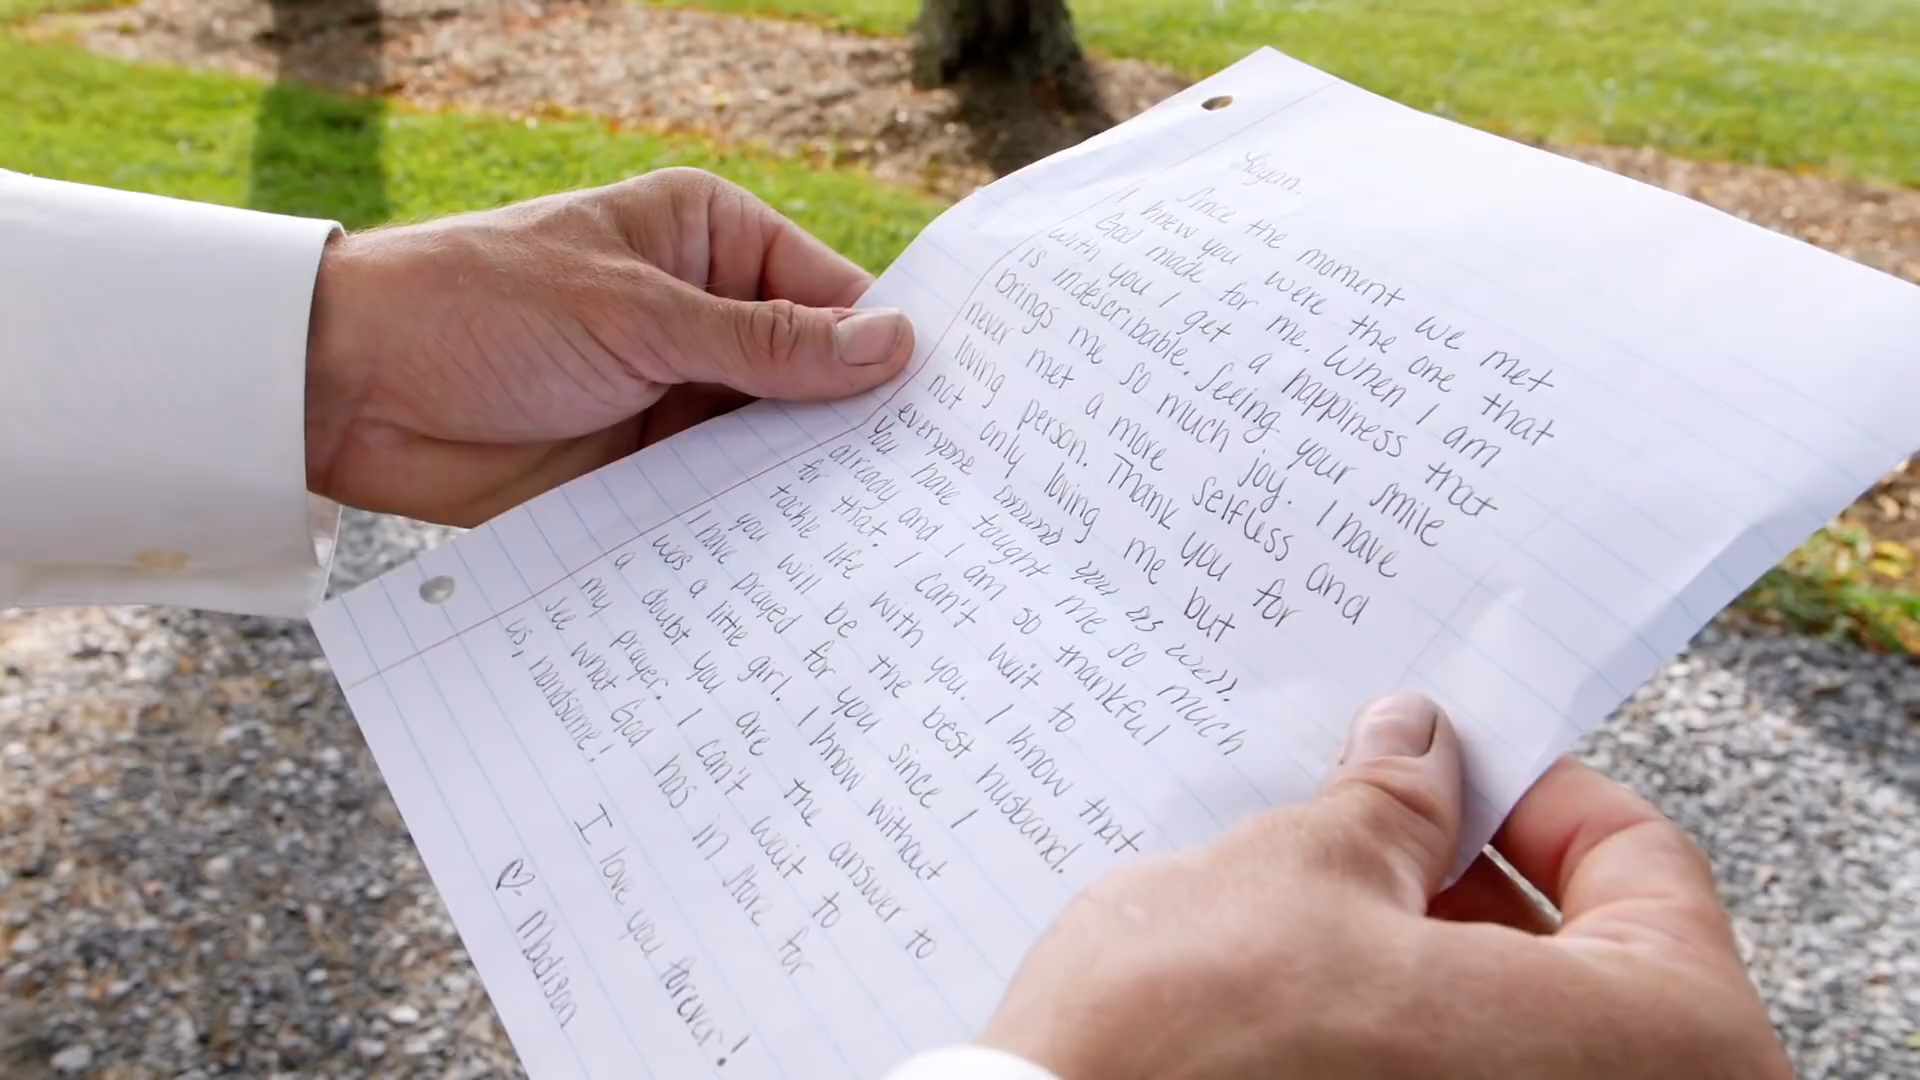 Logan,
Since the moment we met
I knew you were the one that
God made for me. When I am
with you I get a happiness that
is indescribable. Seeing your smile
brings me so much joy. I have
never met a more selfless and
loving person. Thank you for
not only loving me but
everyone around you as well.
You have taught me so much
already and I am so thankful
for that. I can't wait to
tackle life with you. I know that
you will be the best husband.
I have prayed for you since I
was a little girl. I know without
a doubt you are the answer to
my prayer. I can't wait to
see what God has in store for
us, handsome!
I love you forever!
♡- Madison